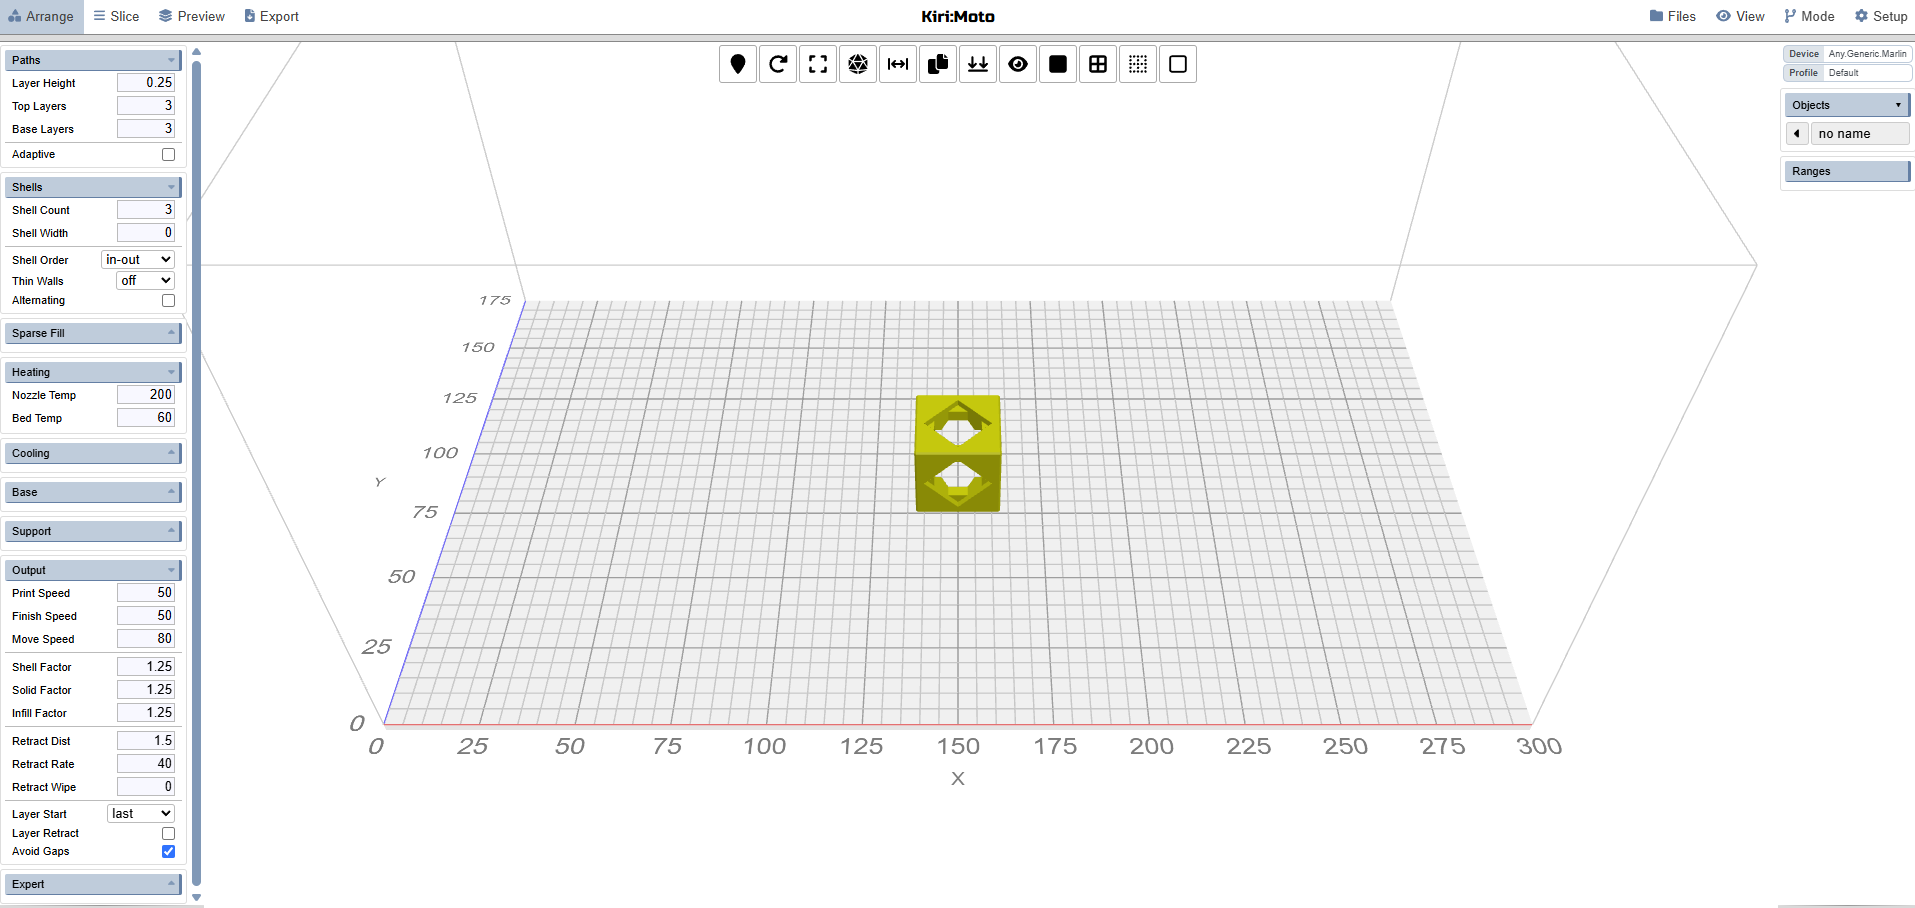 Arrange Slice Preview Export Kiri:Moto Files View Mode Setup
Paths
Layer Height 0.25
Top Layers 3
Base Layers 3
Adaptive
Shells
Shell Count 3
Shell Width 0
Shell Order in-out
Thin Walls off
Alternating
Sparse Fill
Heating
Nozzle Temp 200
Bed Temp 60
Cooling
Base
Support
Output
Print Speed 50
Finish Speed 50
Move Speed 80
Shell Factor 1.25
Solid Factor 1.25
Infill Factor 1.25
Retract Dist 1.5
Retract Rate 40
Retract Wipe 0
Layer Start last
Layer Retract
Avoid Gaps
Expert
175
150
125
100
Y
75
50
25
0
0 25 50 75 100 125 150 175 200 225 250 275 300
X
Device Any.Generic.Marlin
Profile Default
Objects
no name
Ranges